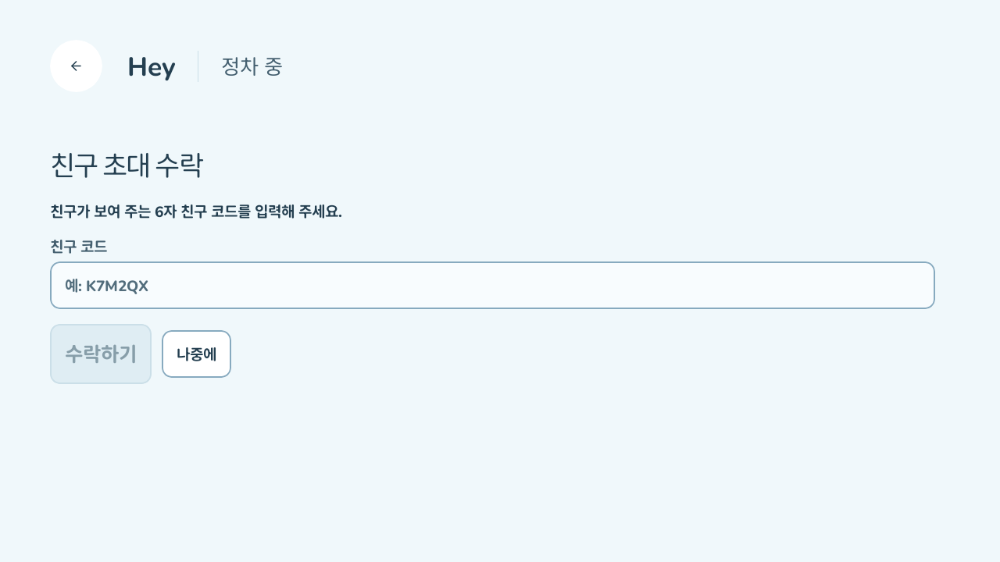 Hey
정차 중
친구 초대 수락
친구가 보여 주는 6자 친구 코드를 입력해 주세요.
친구 코드
예: K7M2QX
수락하기
나중에